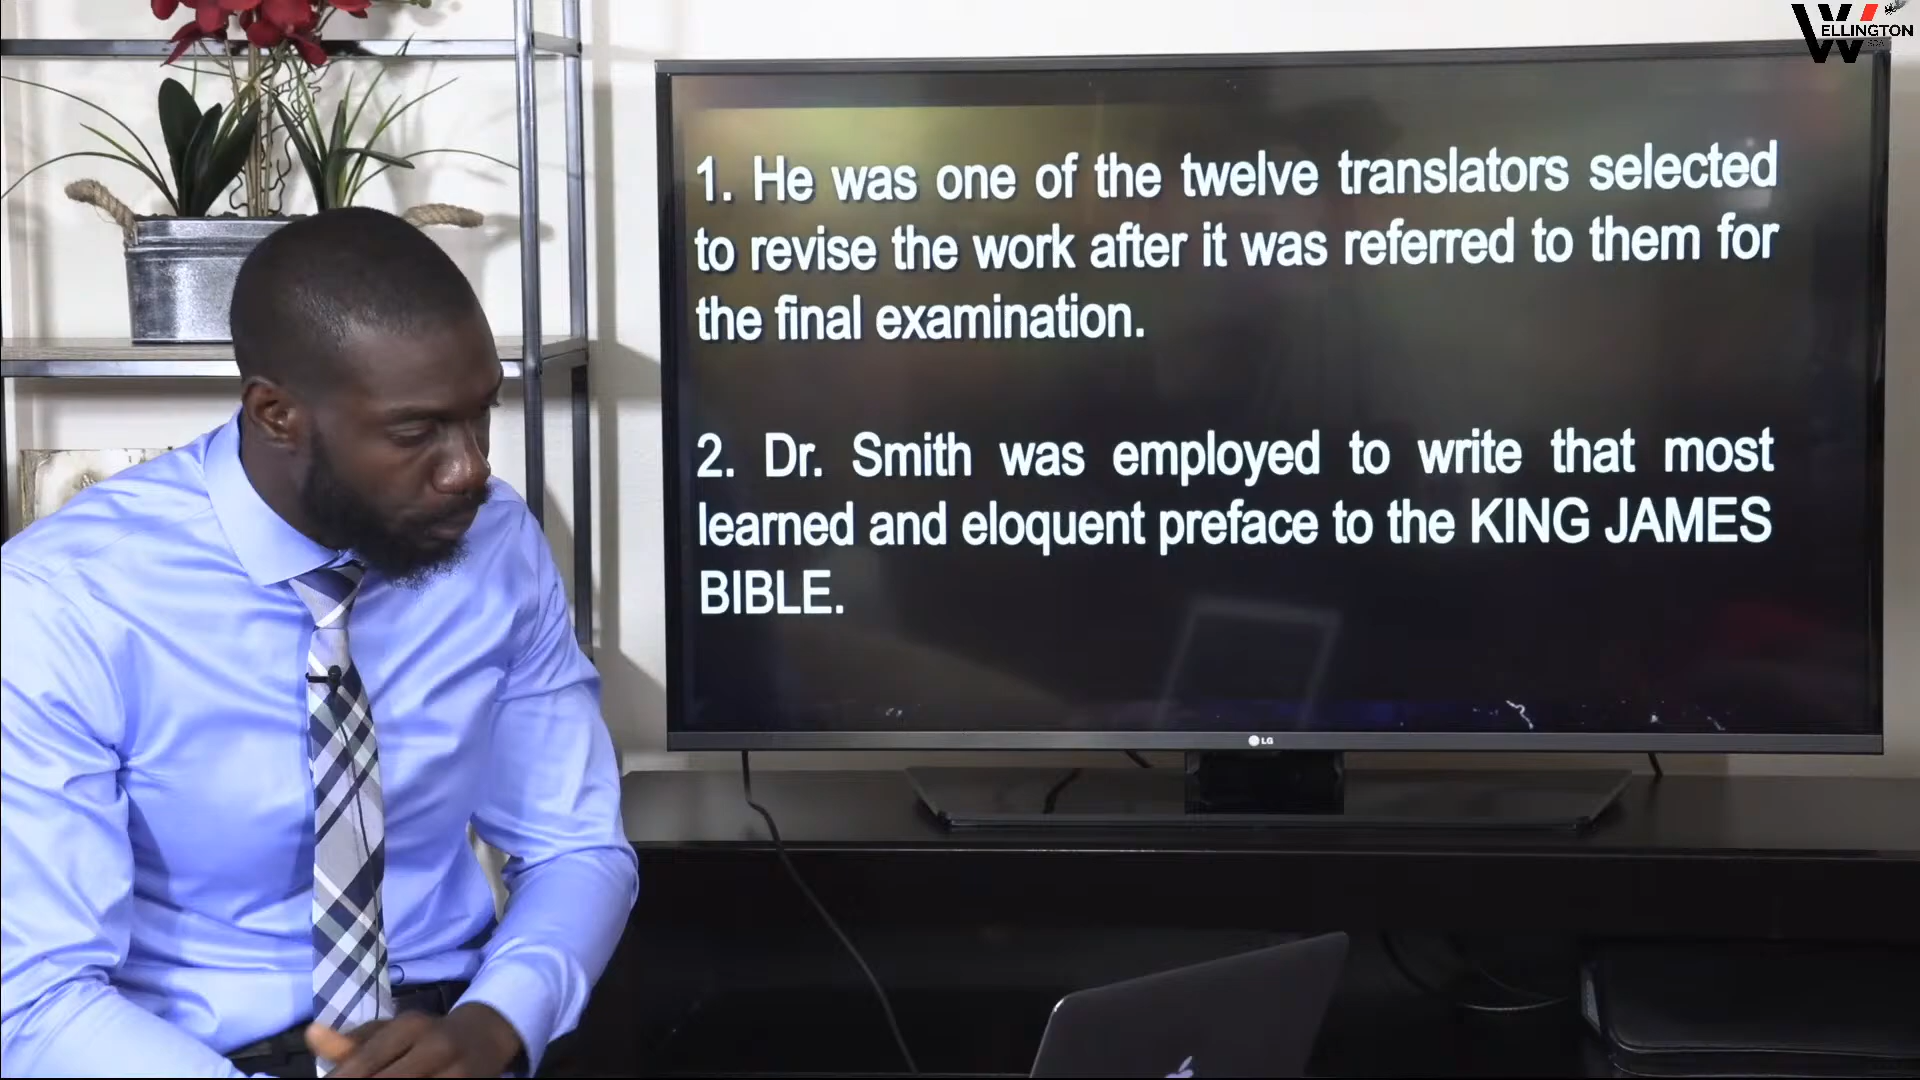 WELLINGTON
SDA
1. He was one of the twelve translators selected
to revise the work after it was referred to them for
the final examination.
2. Dr. Smith was employed to write that most
learned and eloquent preface to the KING JAMES
BIBLE.
LG